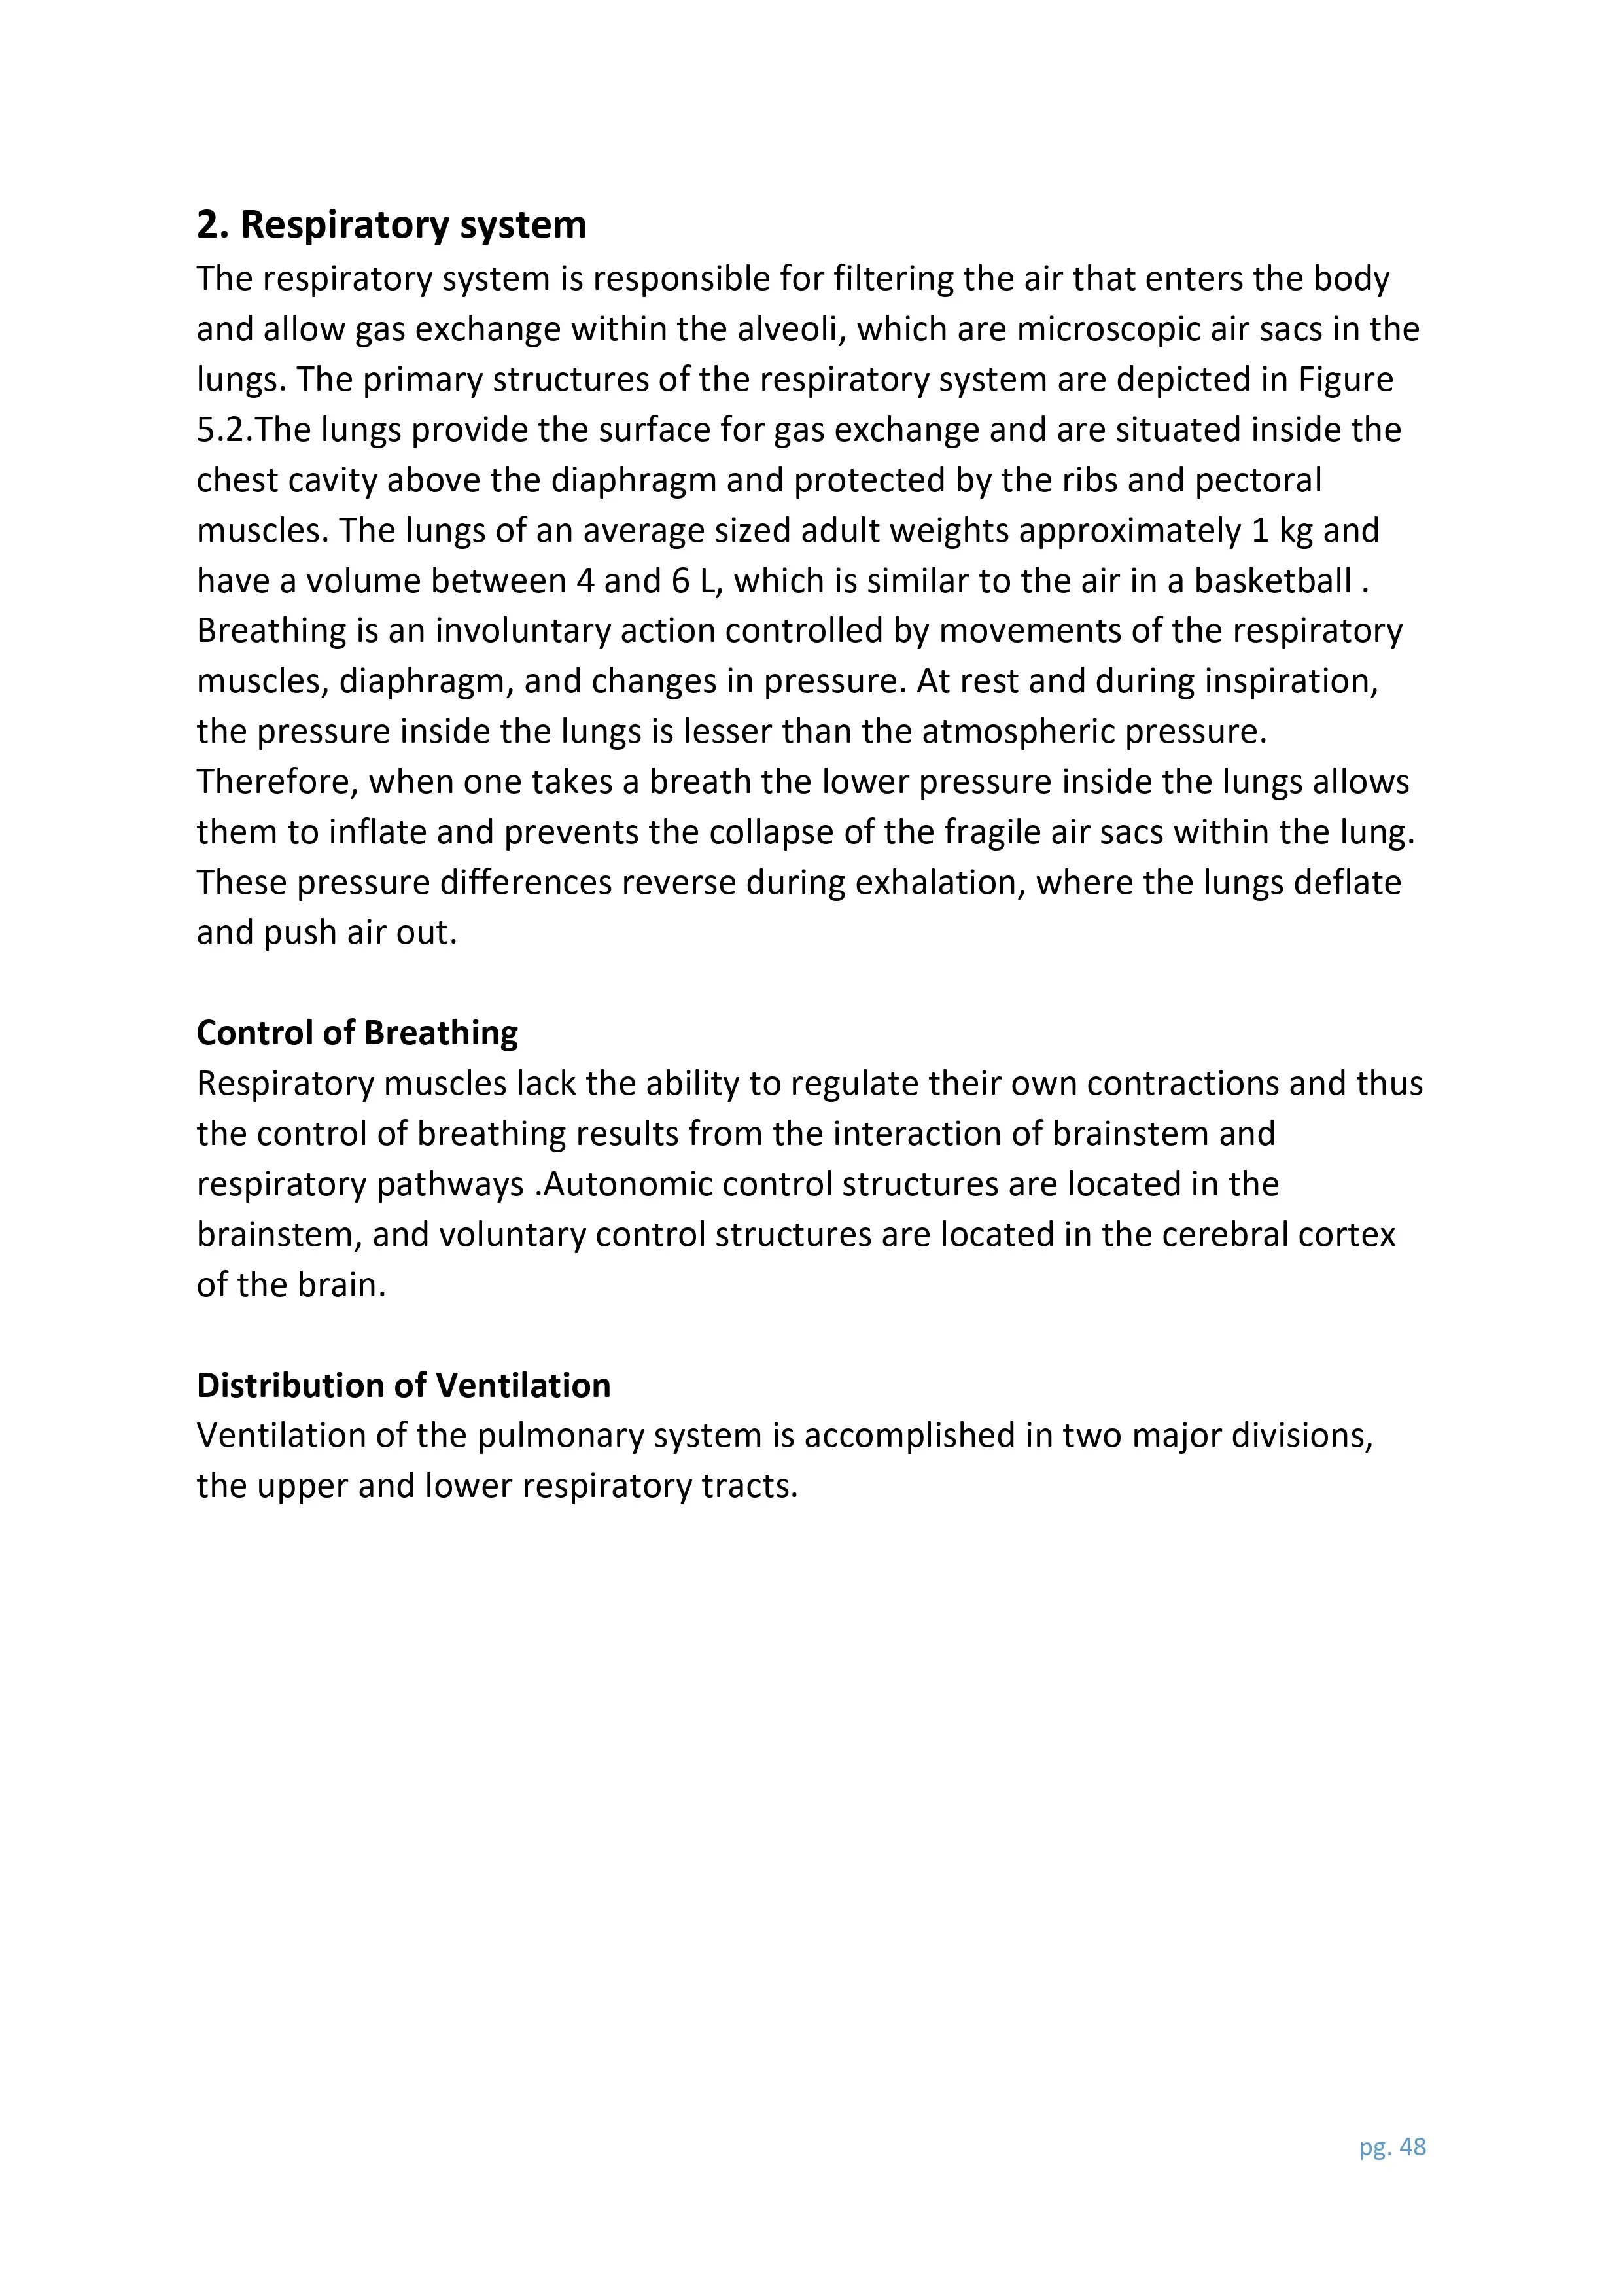 2. Respiratory system
The respiratory system is responsible for filtering the air that enters the body
and allow gas exchange within the alveoli, which are microscopic air sacs in the
lungs. The primary structures of the respiratory system are depicted in Figure
5.2.The lungs provide the surface for gas exchange and are situated inside the
chest cavity above the diaphragm and protected by the ribs and pectoral
muscles. The lungs of an average sized adult weights approximately 1 kg and
have a volume between 4 and 6 L, which is similar to the air in a basketball .
Breathing is an involuntary action controlled by movements of the respiratory
muscles, diaphragm, and changes in pressure. At rest and during inspiration,
the pressure inside the lungs is lesser than the atmospheric pressure.
Therefore, when one takes a breath the lower pressure inside the lungs allows
them to inflate and prevents the collapse of the fragile air sacs within the lung.
These pressure differences reverse during exhalation, where the lungs deflate
and push air out.
Control of Breathing
Respiratory muscles lack the ability to regulate their own contractions and thus
the control of breathing results from the interaction of brainstem and
respiratory pathways .Autonomic control structures are located in the
brainstem, and voluntary control structures are located in the cerebral cortex
of the brain.
Distribution of Ventilation
Ventilation of the pulmonary system is accomplished in two major divisions,
the upper and lower respiratory tracts.
pg. 48